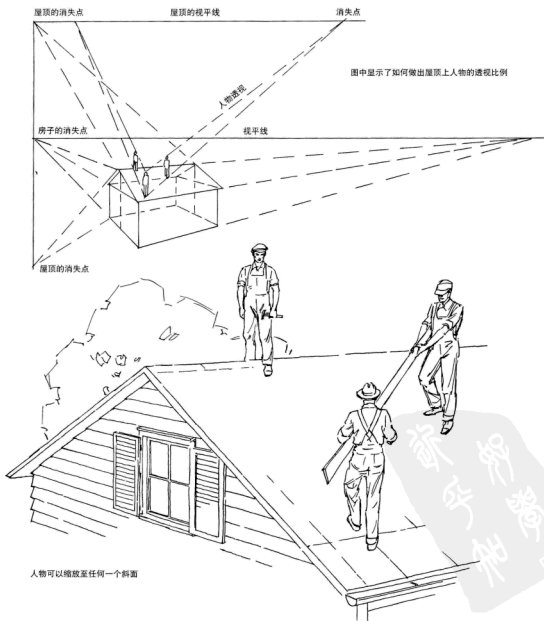 屋顶的消失点
屋顶的视平线
消失点
图中显示了如何做出屋顶上人物的透视比例
人物透视
房子的消失点
视平线
屋顶的消失点
人物可以缩放至任何一个斜面